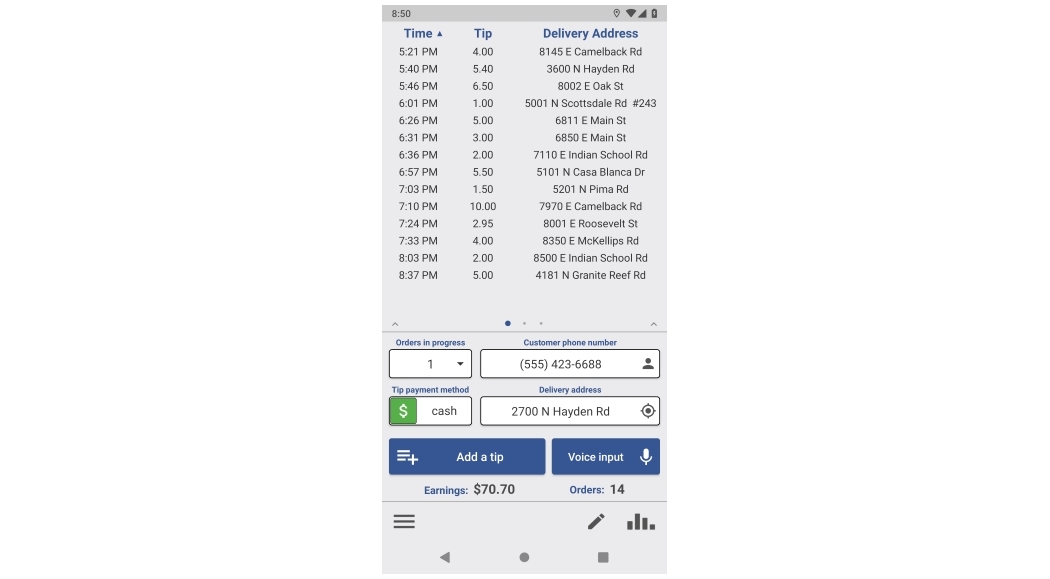 8:50
Time ▲ Tip Delivery Address
5:21 PM 4.00 8145 E Camelback Rd
5:40 PM 5.40 3600 N Hayden Rd
5:46 PM 6.50 8002 E Oak St
6:01 PM 1.00 5001 N Scottsdale Rd #243
6:26 PM 5.00 6811 E Main St
6:31 PM 3.00 6850 E Main St
6:36 PM 2.00 7110 E Indian School Rd
6:57 PM 5.50 5101 N Casa Blanca Dr
7:03 PM 1.50 5201 N Pima Rd
7:10 PM 10.00 7970 E Camelback Rd
7:24 PM 2.95 8001 E Roosevelt St
7:33 PM 4.00 8350 E McKellips Rd
8:03 PM 2.00 8500 E Indian School Rd
8:37 PM 5.00 4181 N Granite Reef Rd
Orders in progress Customer phone number
1 (555) 423-6688
Tip payment method Delivery address
$ cash 2700 N Hayden Rd
Add a tip Voice input
Earnings: $70.70 Orders: 14